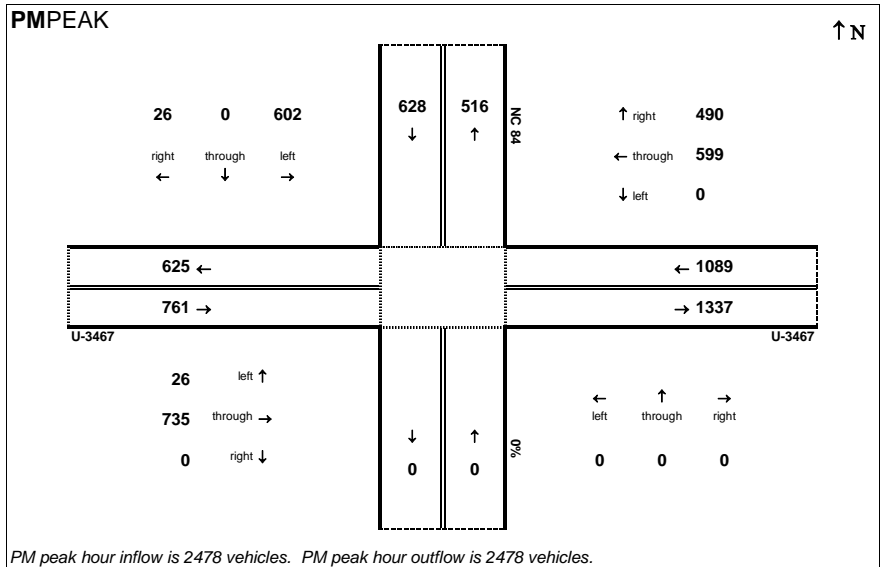 PMPEAK
↑ N
26 0 602
right through left
← ↓ →
628 516
↓ ↑
NC 84
↑ right 490
← through 599
↓ left 0
625 ← ← 1089
761 → → 1337
U-3467 U-3467
26 left ↑
735 through →
0 right ↓
↓ ↑
0 0
0%
← ↑ →
left through right
0 0 0
PM peak hour inflow is 2478 vehicles. PM peak hour outflow is 2478 vehicles.